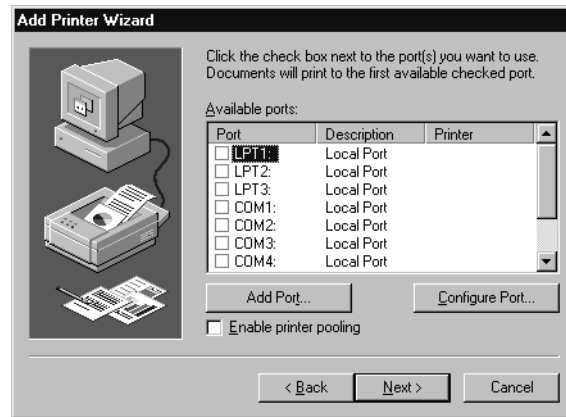 Add Printer Wizard
Click the check box next to the port(s) you want to use.
Documents will print to the first available checked port.
Available ports:
Port Description Printer
LPT1: Local Port
LPT2: Local Port
LPT3: Local Port
COM1: Local Port
COM2: Local Port
COM3: Local Port
COM4: Local Port
Add Port... Configure Port...
Enable printer pooling
< Back Next > Cancel